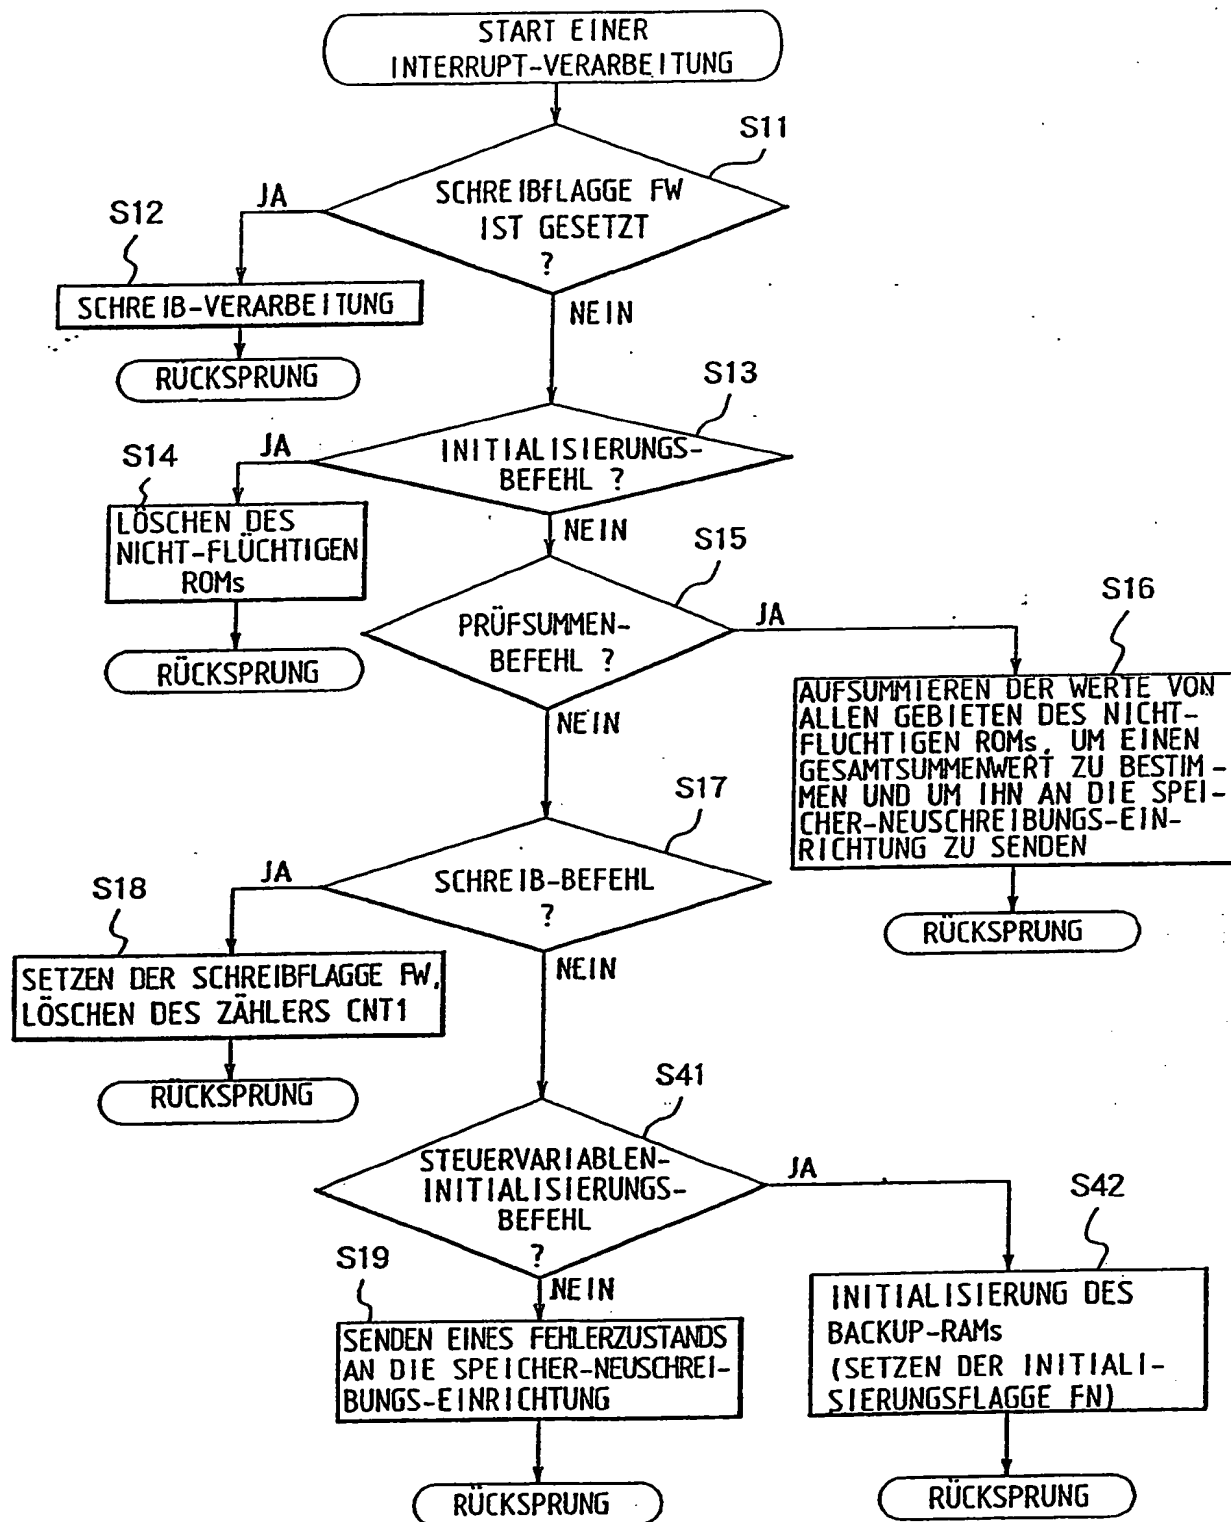 START EINER
INTERRUPT-VERARBEITUNG
S11
SCHREIBFLAGGE FW
IST GESETZT
?
JA
S12
SCHREIB-VERARBEITUNG
RÜCKSPRUNG
NEIN
S13
INITIALISIERUNGS-
BEFEHL ?
JA
S14
LÖSCHEN DES
NICHT-FLÜCHTIGEN
ROMs
RÜCKSPRUNG
NEIN
S15
PRÜFSUMMEN-
BEFEHL ?
JA
S16
AUFSUMMIEREN DER WERTE VON
ALLEN GEBIETEN DES NICHT-
FLUCHTIGEN ROMs, UM EINEN
GESAMTSUMMENWERT ZU BESTIM-
MEN UND UM IHN AN DIE SPEI-
CHER-NEUSCHREIBUNGS-EIN-
RICHTUNG ZU SENDEN
RÜCKSPRUNG
NEIN
S17
SCHREIB-BEFEHL
?
JA
S18
SETZEN DER SCHREIBFLAGGE FW,
LÖSCHEN DES ZÄHLERS CNT1
RÜCKSPRUNG
NEIN
S41
STEUERVARIABLEN-
INITIALISIERUNGS-
BEFEHL
?
JA
S42
INITIALISIERUNG DES
BACKUP-RAMs
(SETZEN DER INITIALI-
SIERUNGSFLAGGE FN)
RÜCKSPRUNG
NEIN
S19
SENDEN EINES FEHLERZUSTANDS
AN DIE SPEICHER-NEUSCHREI-
BUNGS-EINRICHTUNG
RÜCKSPRUNG